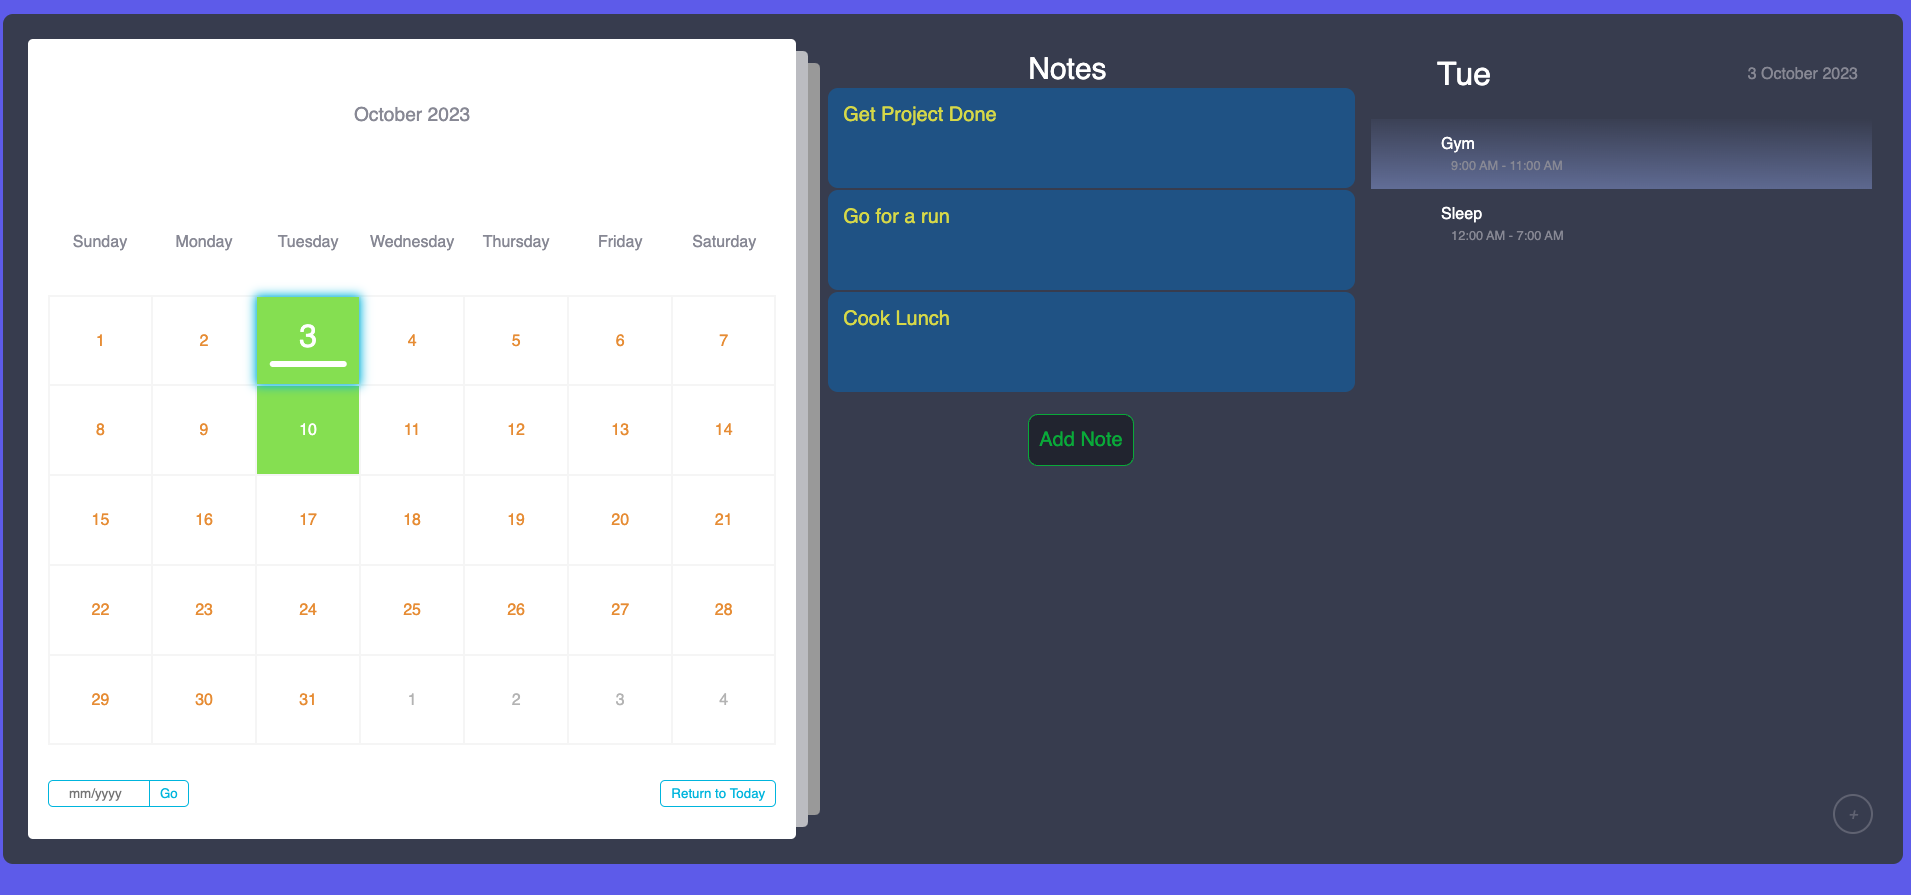 October 2023
Sunday Monday Tuesday Wednesday Thursday Friday Saturday
1 2 3 4 5 6 7
8 9 10 11 12 13 14
15 16 17 18 19 20 21
22 23 24 25 26 27 28
29 30 31 1 2 3 4
mm/yyyy Go Return to Today
Notes
Get Project Done
Go for a run
Cook Lunch
Add Note
Tue 3 October 2023
Gym
9:00 AM - 11:00 AM
Sleep
12:00 AM - 7:00 AM
+